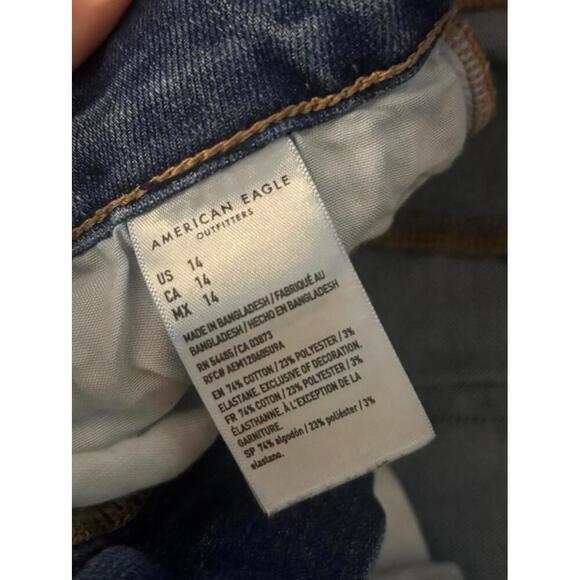 AMERICAN EAGLE
OUTFITTERS
US 14
CA 14
MX 14
MADE IN BANGLADESH / FABRIQUÉ AU
BANGLADESH / HECHO EN BANGLADESH
RN 54485 / CA 03873
RFC# AEM120605U9A
EN 74% COTTON / 23% POLYESTER / 3%
ELASTANE. EXCLUSIVE OF DECORATION.
FR 74% COTON / 23% POLYESTER / 3%
ÉLASTHANNE. À L'EXCEPTION DE LA
GARNITURE.
SP 74% algodón / 23% poliéster / 3%
elastano.